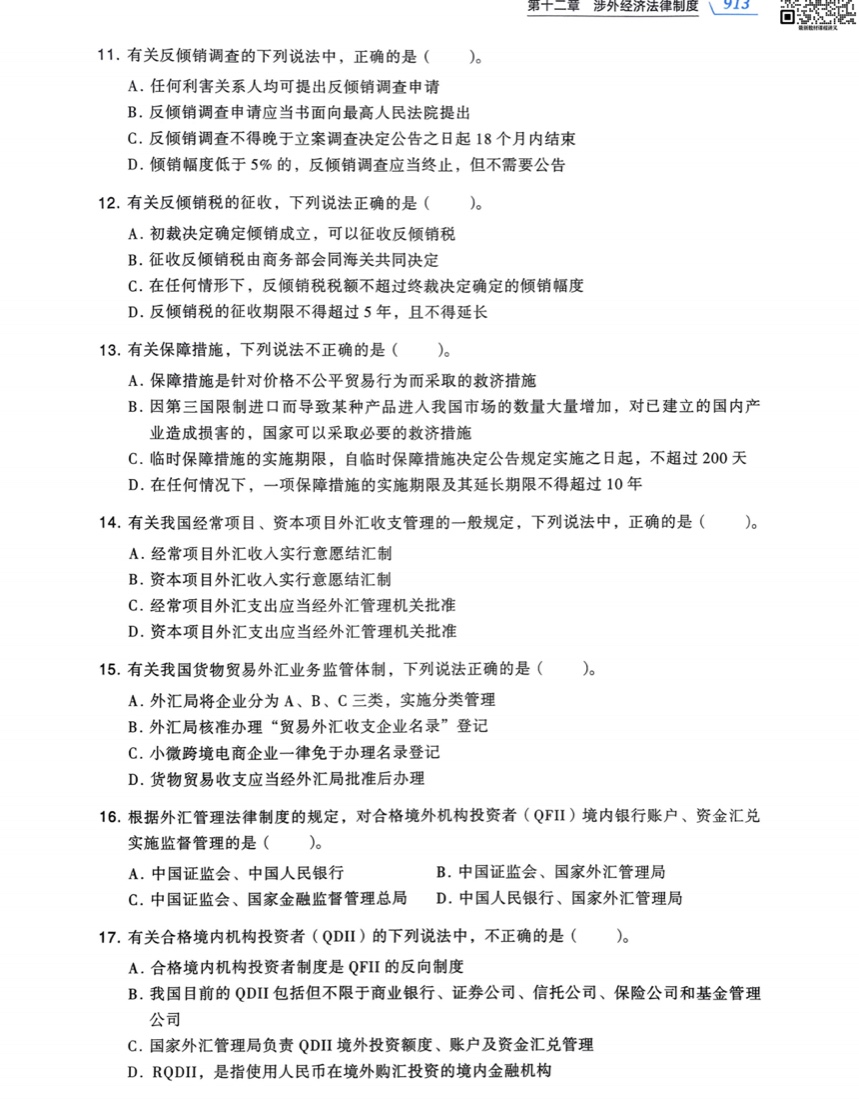 第十二章 涉外经济法律制度 913
11. 有关反倾销调查的下列说法中，正确的是（　　）。
A. 任何利害关系人均可提出反倾销调查申请
B. 反倾销调查申请应当书面向最高人民法院提出
C. 反倾销调查不得晚于立案调查决定公告之日起 18 个月内结束
D. 倾销幅度低于 5% 的，反倾销调查应当终止，但不需要公告
12. 有关反倾销税的征收，下列说法正确的是（　　）。
A. 初裁决定确定倾销成立，可以征收反倾销税
B. 征收反倾销税由商务部会同海关共同决定
C. 在任何情形下，反倾销税税额不超过终裁决定确定的倾销幅度
D. 反倾销税的征收期限不得超过 5 年，且不得延长
13. 有关保障措施，下列说法不正确的是（　　）。
A. 保障措施是针对价格不公平贸易行为而采取的救济措施
B. 因第三国限制进口而导致某种产品进入我国市场的数量大量增加，对已建立的国内产
业造成损害的，国家可以采取必要的救济措施
C. 临时保障措施的实施期限，自临时保障措施决定公告规定实施之日起，不超过 200 天
D. 在任何情况下，一项保障措施的实施期限及其延长期限不得超过 10 年
14. 有关我国经常项目、资本项目外汇收支管理的一般规定，下列说法中，正确的是（　　）。
A. 经常项目外汇收入实行意愿结汇制
B. 资本项目外汇收入实行意愿结汇制
C. 经常项目外汇支出应当经外汇管理机关批准
D. 资本项目外汇支出应当经外汇管理机关批准
15. 有关我国货物贸易外汇业务监管体制，下列说法正确的是（　　）。
A. 外汇局将企业分为 A、B、C 三类，实施分类管理
B. 外汇局核准办理“贸易外汇收支企业名录”登记
C. 小微跨境电商企业一律免于办理名录登记
D. 货物贸易收支应当经外汇局批准后办理
16. 根据外汇管理法律制度的规定，对合格境外机构投资者（QFII）境内银行账户、资金汇兑
实施监督管理的是（　　）。
A. 中国证监会、中国人民银行　　B. 中国证监会、国家外汇管理局
C. 中国证监会、国家金融监督管理总局　　D. 中国人民银行、国家外汇管理局
17. 有关合格境内机构投资者（QDII）的下列说法中，不正确的是（　　）。
A. 合格境内机构投资者制度是 QFII 的反向制度
B. 我国目前的 QDII 包括但不限于商业银行、证券公司、信托公司、保险公司和基金管理
公司
C. 国家外汇管理局负责 QDII 境外投资额度、账户及资金汇兑管理
D. RQDII，是指使用人民币在境外购汇投资的境内金融机构